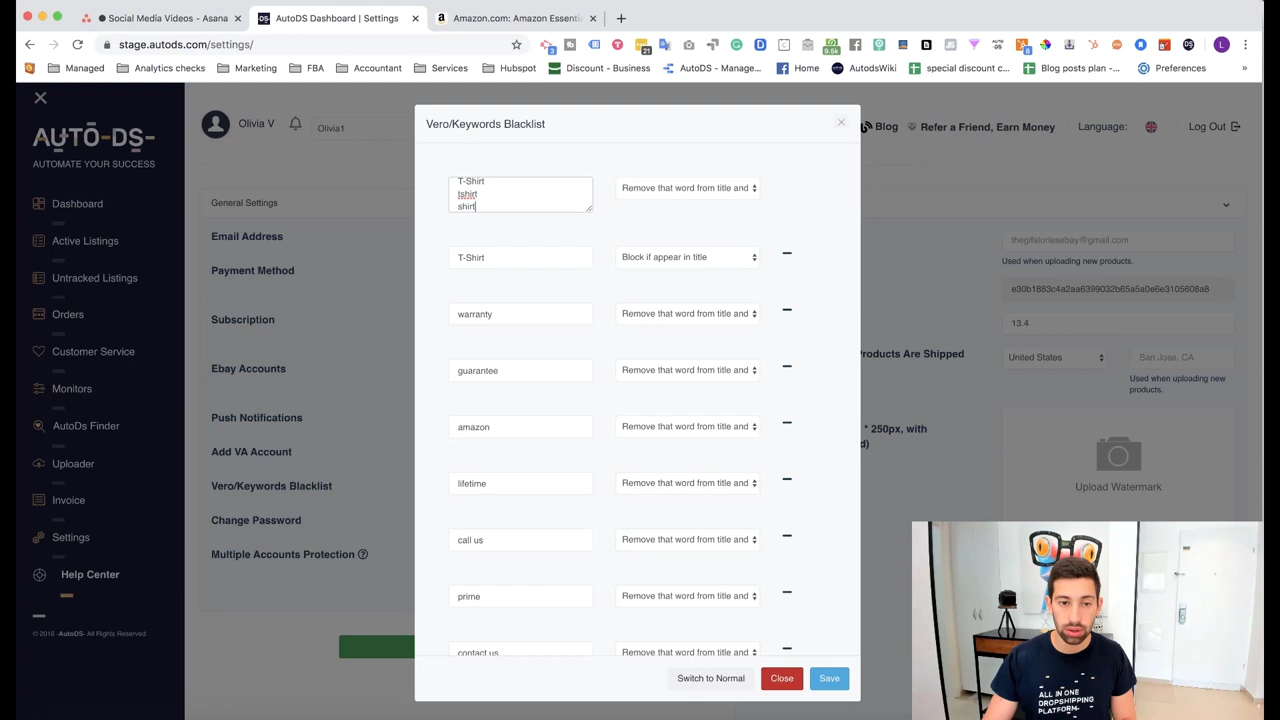 Social Media Videos - Asana
AutoDS Dashboard | Settings
Amazon.com: Amazon Essenti
stage.autods.com/settings/
Managed
Analytics checks
Marketing
FBA
Accountant
Services
Hubspot
Discount - Business
AutoDS - Manage...
Home
AutodsWiki
special discount c...
Blog posts plan -...
Preferences
»
AUTO-DS-
AUTOMATE YOUR SUCCESS
Dashboard
Active Listings
Untracked Listings
Orders
Customer Service
Monitors
AutoDs Finder
Uploader
Invoice
Settings
Help Center
© 2016 -AutoDS- All Rights Reserved.
Olivia V
Olivia1
Blog
Refer a Friend, Earn Money
Language:
Log Out
General Settings
Email Address
Payment Method
Subscription
Ebay Accounts
Push Notifications
Add VA Account
Vero/Keywords Blacklist
Change Password
Multiple Accounts Protection
Vero/Keywords Blacklist
T-Shirt
tshirt
shirt
Remove that word from title and
T-Shirt
Block if appear in title
warranty
Remove that word from title and
guarantee
Remove that word from title and
amazon
Remove that word from title and
lifetime
Remove that word from title and
call us
Remove that word from title and
prime
Remove that word from title and
contact us
Remove that word from title and
Switch to Normal
Close
Save
thegifstoriesebay@gmail.com
Used when uploading new products.
e30b1883c4a2aa6399032b65a5a0e6e3105608a8
13.4
Products Are Shipped
United States
San Jose, CA
Used when uploading new
products.
* 250px, with
Upload Watermark
ALL IN ONE
DROPSHIPPING
PLATFORM